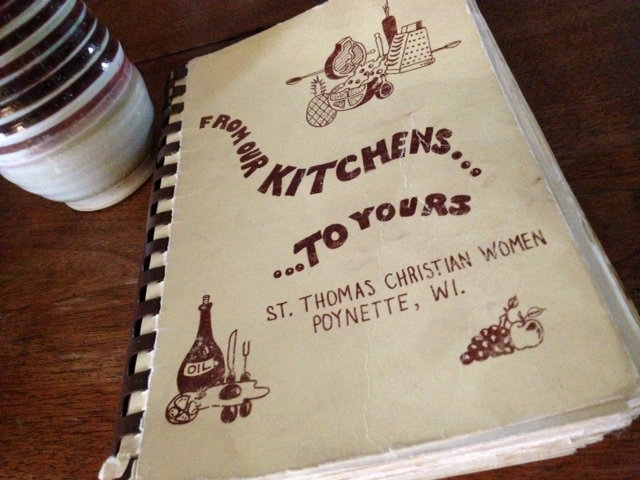 FROM OUR
KITCHENS...
...TO YOURS
ST. THOMAS CHRISTIAN WOMEN
POYNETTE, WI.
OIL